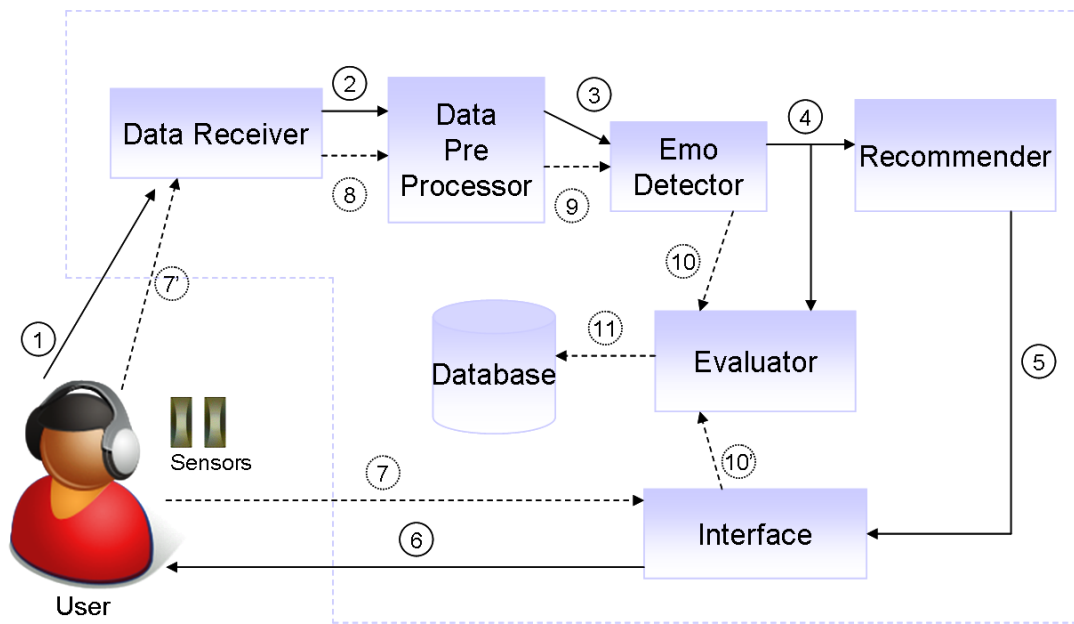 2
3
4
Data Receiver
Data
Pre
Processor
Emo
Detector
Recommender
8
9
7'
10
1
11
Database
Evaluator
5
Sensors
7
10'
6
Interface
User